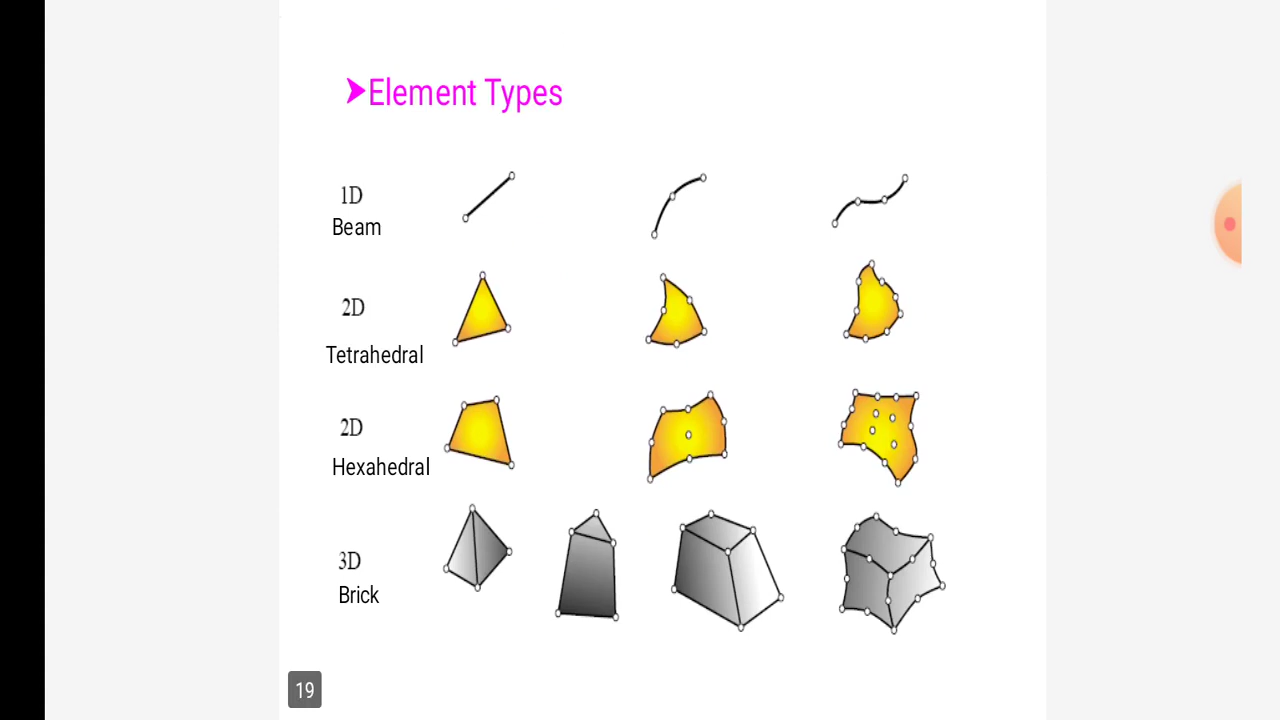 Element Types
1D
Beam
2D
Tetrahedral
2D
Hexahedral
3D
Brick
19